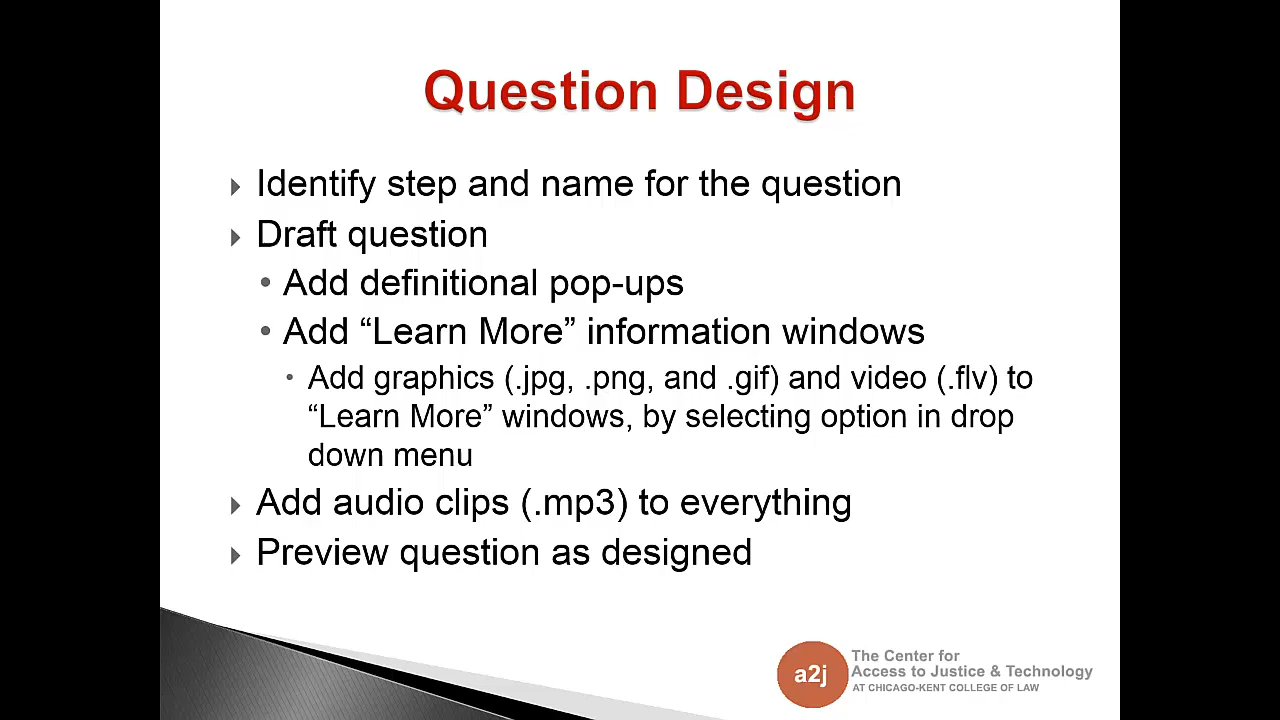 Question Design
Identify step and name for the question
Draft question
Add definitional pop-ups
Add “Learn More” information windows
Add graphics (.jpg, .png, and .gif) and video (.flv) to
“Learn More” windows, by selecting option in drop
down menu
Add audio clips (.mp3) to everything
Preview question as designed
a2j
The Center for
Access to Justice & Technology
AT CHICAGO-KENT COLLEGE OF LAW